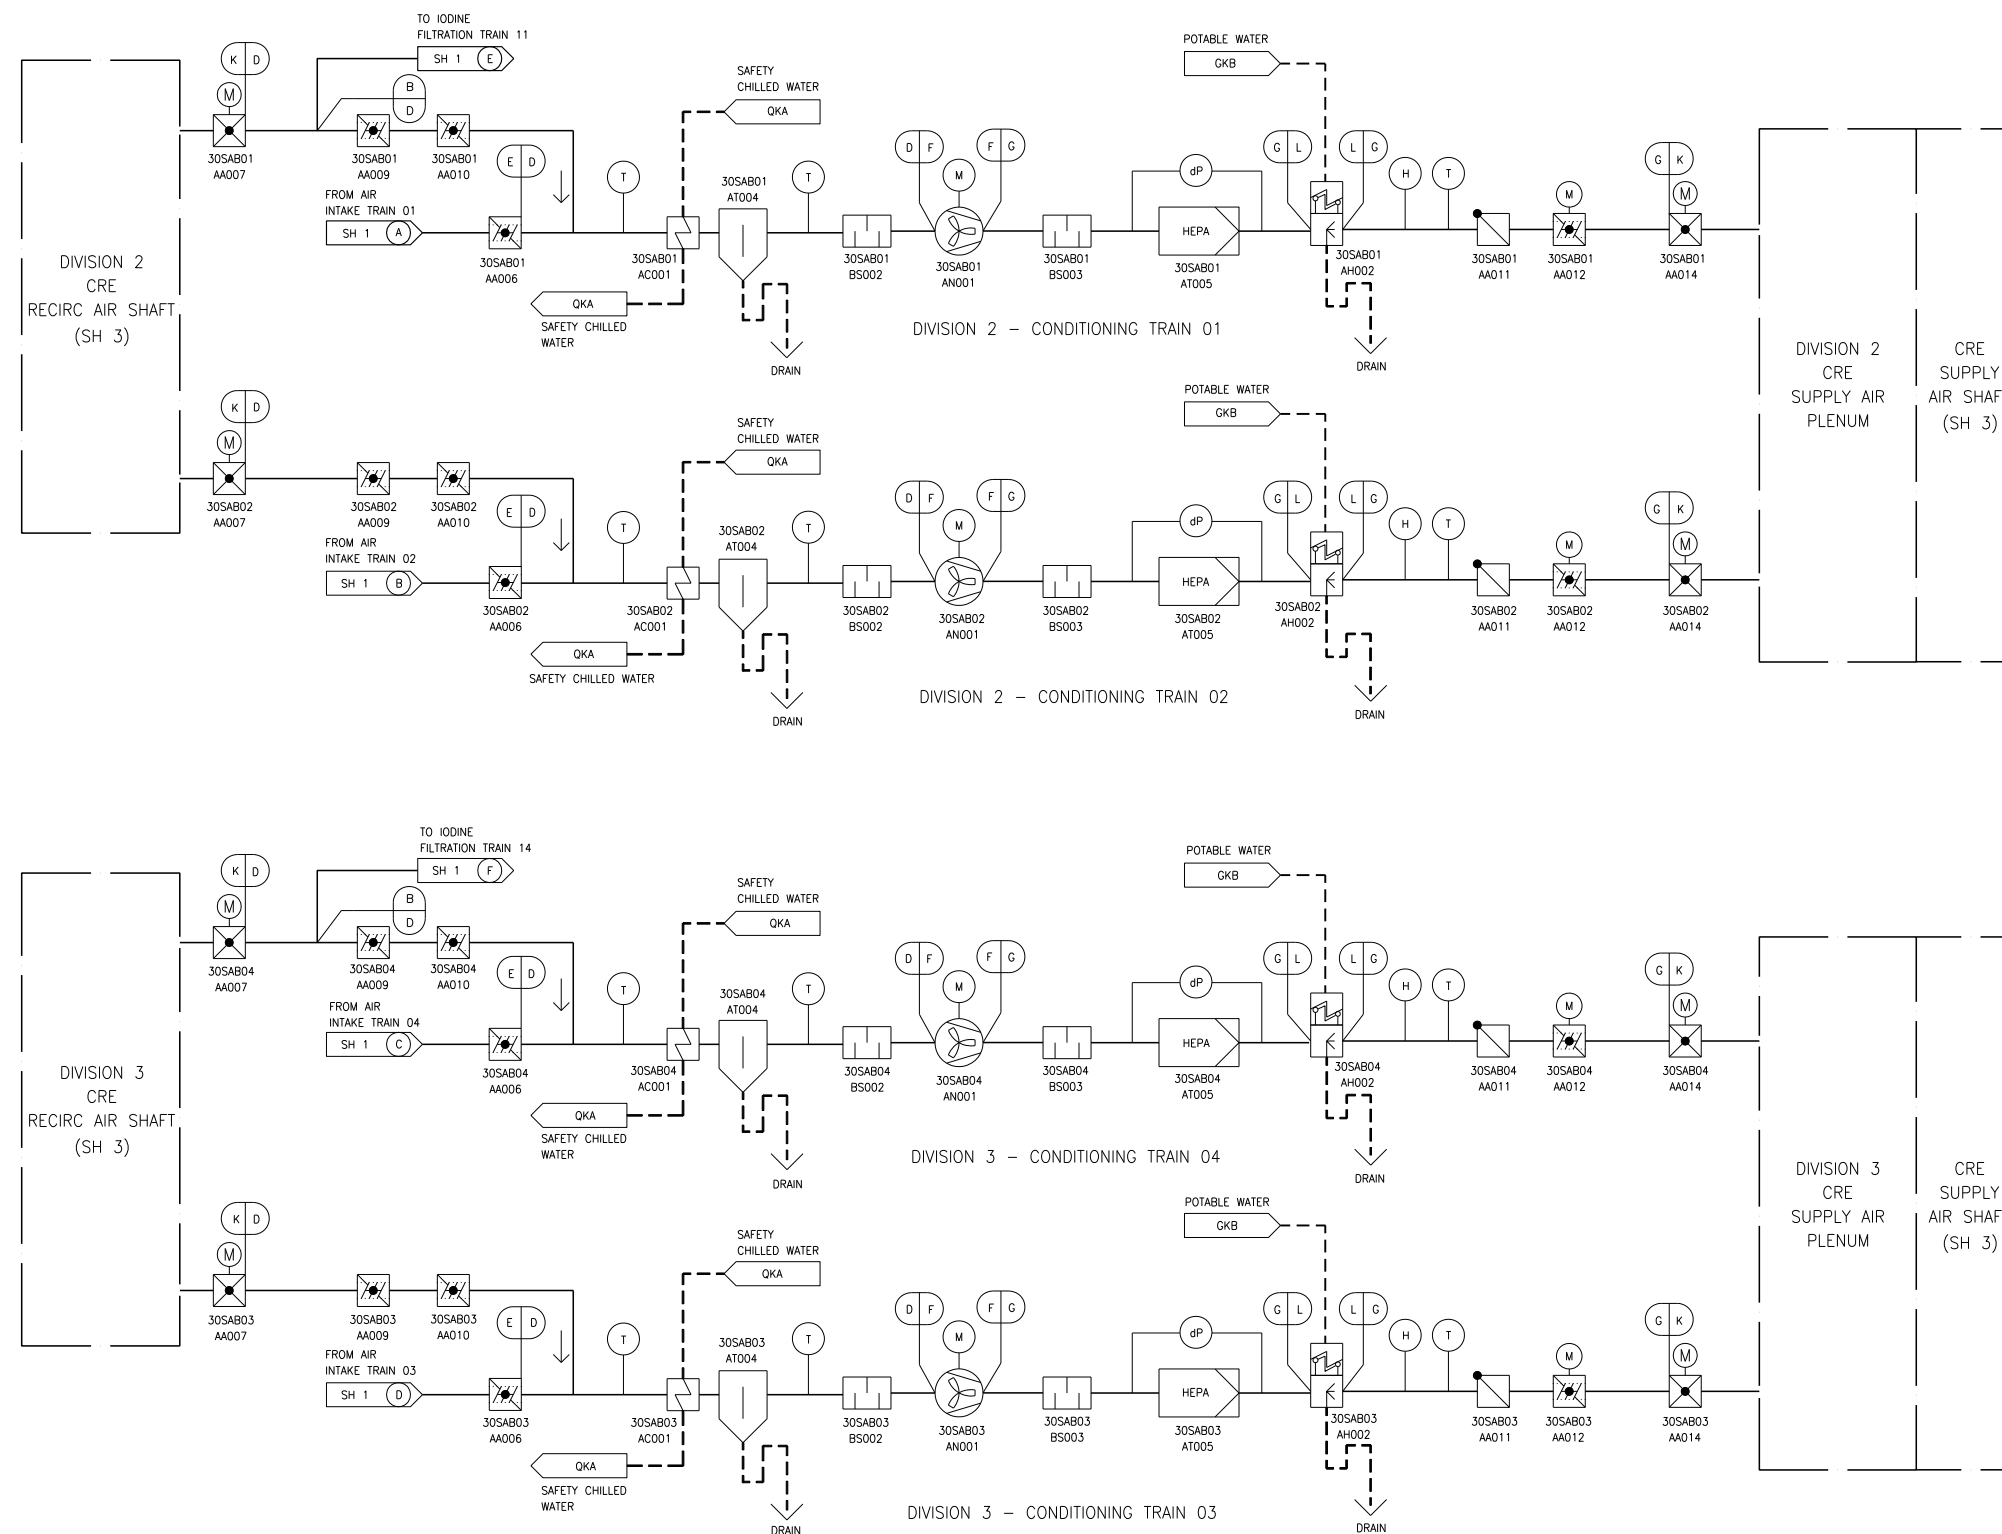 TO IODINE
FILTRATION TRAIN 11
SH 1 E
K D
M
B
D
30SAB01
AA007
30SAB01
AA009
30SAB01
AA010
E D
FROM AIR
INTAKE TRAIN 01
SH 1 A
30SAB01
AA006
T
SAFETY
CHILLED WATER
QKA
30SAB01
AC001
QKA
SAFETY CHILLED
WATER
30SAB01
AT004
DRAIN
T
30SAB01
BS002
D F
F G
M
30SAB01
AN001
30SAB01
BS003
dP
HEPA
30SAB01
AT005
POTABLE WATER
GKB
G L
L G
30SAB01
AH002
DRAIN
H
T
30SAB01
AA011
M
30SAB01
AA012
G K
M
30SAB01
AA014
DIVISION 2 - CONDITIONING TRAIN 01
DIVISION 2
CRE
RECIRC AIR SHAFT
(SH 3)
DIVISION 2
CRE
SUPPLY AIR
PLENUM
CRE
SUPPLY
AIR SHAF
(SH 3)
K D
M
30SAB02
AA007
30SAB02
AA009
30SAB02
AA010
E D
FROM AIR
INTAKE TRAIN 02
SH 1 B
30SAB02
AA006
T
SAFETY
CHILLED WATER
QKA
30SAB02
AC001
QKA
SAFETY CHILLED WATER
30SAB02
AT004
DRAIN
T
30SAB02
BS002
D F
F G
M
30SAB02
AN001
30SAB02
BS003
dP
HEPA
30SAB02
AT005
POTABLE WATER
GKB
G L
L G
30SAB02
AH002
DRAIN
H
T
30SAB02
AA011
M
30SAB02
AA012
G K
M
30SAB02
AA014
DIVISION 2 - CONDITIONING TRAIN 02
TO IODINE
FILTRATION TRAIN 14
SH 1 F
K D
M
B
D
30SAB04
AA007
30SAB04
AA009
30SAB04
AA010
E D
FROM AIR
INTAKE TRAIN 04
SH 1 C
30SAB04
AA006
T
SAFETY
CHILLED WATER
QKA
30SAB04
AC001
QKA
SAFETY CHILLED
WATER
30SAB04
AT004
DRAIN
T
30SAB04
BS002
D F
F G
M
30SAB04
AN001
30SAB04
BS003
dP
HEPA
30SAB04
AT005
POTABLE WATER
GKB
G L
L G
30SAB04
AH002
DRAIN
H
T
30SAB04
AA011
M
30SAB04
AA012
G K
M
30SAB04
AA014
DIVISION 3 - CONDITIONING TRAIN 04
DIVISION 3
CRE
RECIRC AIR SHAFT
(SH 3)
DIVISION 3
CRE
SUPPLY AIR
PLENUM
CRE
SUPPLY
AIR SHAF
(SH 3)
K D
M
30SAB03
AA007
30SAB03
AA009
30SAB03
AA010
E D
FROM AIR
INTAKE TRAIN 03
SH 1 D
30SAB03
AA006
T
SAFETY
CHILLED WATER
QKA
30SAB03
AC001
QKA
SAFETY CHILLED
WATER
30SAB03
AT004
DRAIN
T
30SAB03
BS002
D F
F G
M
30SAB03
AN001
30SAB03
BS003
dP
HEPA
30SAB03
AT005
POTABLE WATER
GKB
G L
L G
30SAB03
AH002
DRAIN
H
T
30SAB03
AA011
M
30SAB03
AA012
G K
M
30SAB03
AA014
DIVISION 3 - CONDITIONING TRAIN 03